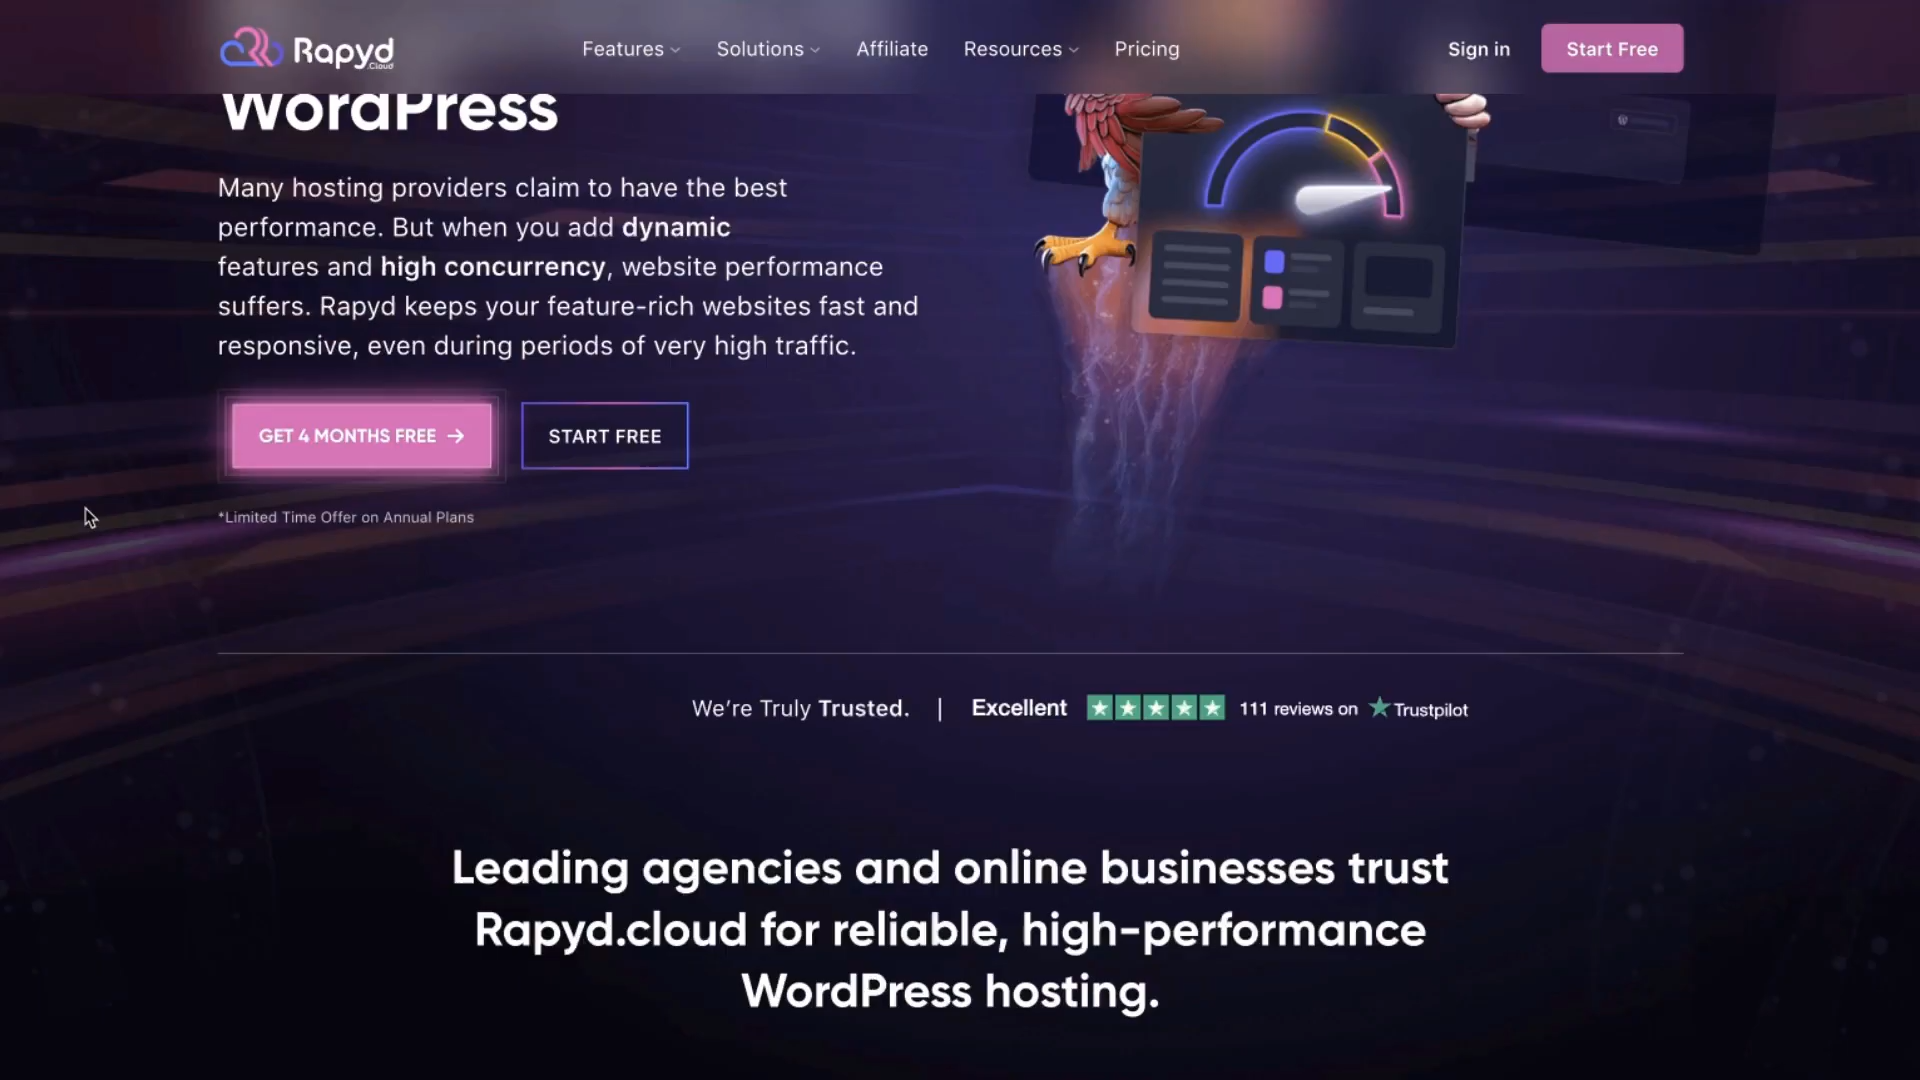 Rapyd
.Cloud
Features
Solutions
Affiliate
Resources
Pricing
Sign in
Start Free
WordPress
Many hosting providers claim to have the best
performance. But when you add dynamic
features and high concurrency, website performance
suffers. Rapyd keeps your feature-rich websites fast and
responsive, even during periods of very high traffic.
GET 4 MONTHS FREE →
START FREE
*Limited Time Offer on Annual Plans
We’re Truly Trusted. | Excellent 111 reviews on Trustpilot
Leading agencies and online businesses trust
Rapyd.cloud for reliable, high-performance
WordPress hosting.